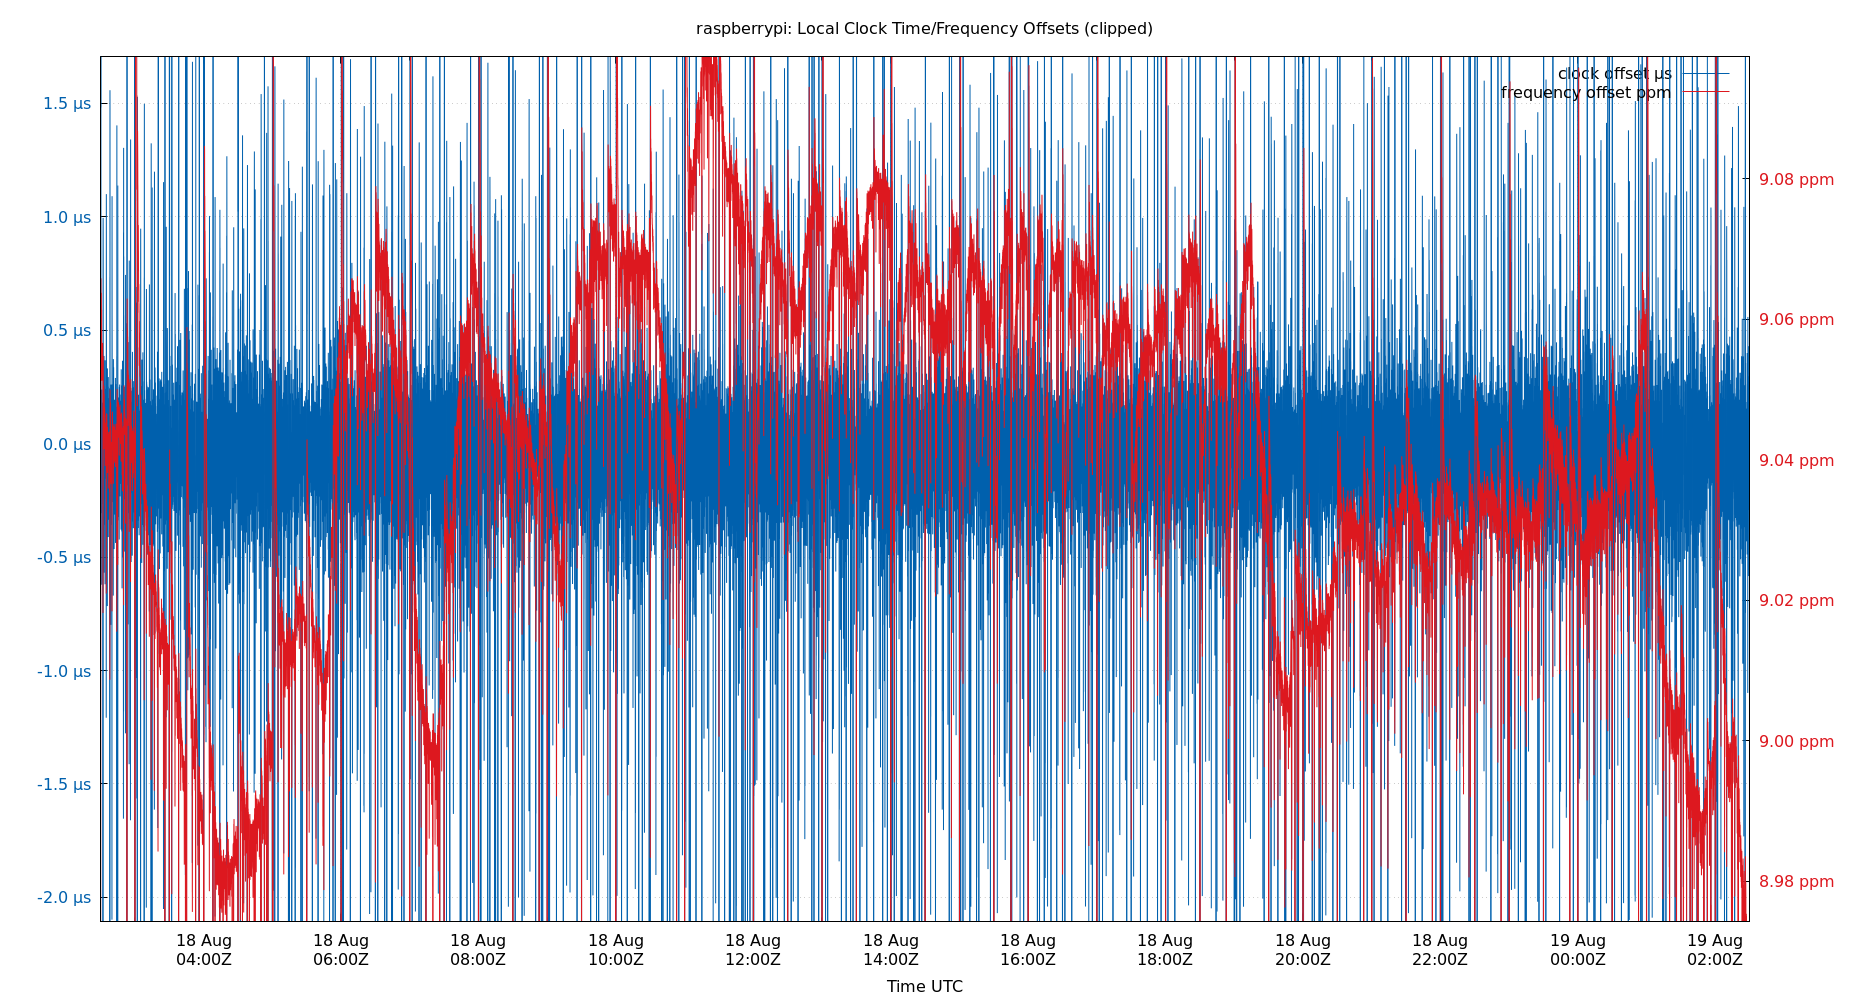 raspberrypi: Local Clock Time/Frequency Offsets (clipped)
clock offset µs
frequency offset ppm
1.5 µs
1.0 µs
0.5 µs
0.0 µs
-0.5 µs
-1.0 µs
-1.5 µs
-2.0 µs
9.08 ppm
9.06 ppm
9.04 ppm
9.02 ppm
9.00 ppm
8.98 ppm
18 Aug 18 Aug 18 Aug 18 Aug 18 Aug 18 Aug 18 Aug 18 Aug 18 Aug 18 Aug 19 Aug 19 Aug
04:00Z 06:00Z 08:00Z 10:00Z 12:00Z 14:00Z 16:00Z 18:00Z 20:00Z 22:00Z 00:00Z 02:00Z
Time UTC